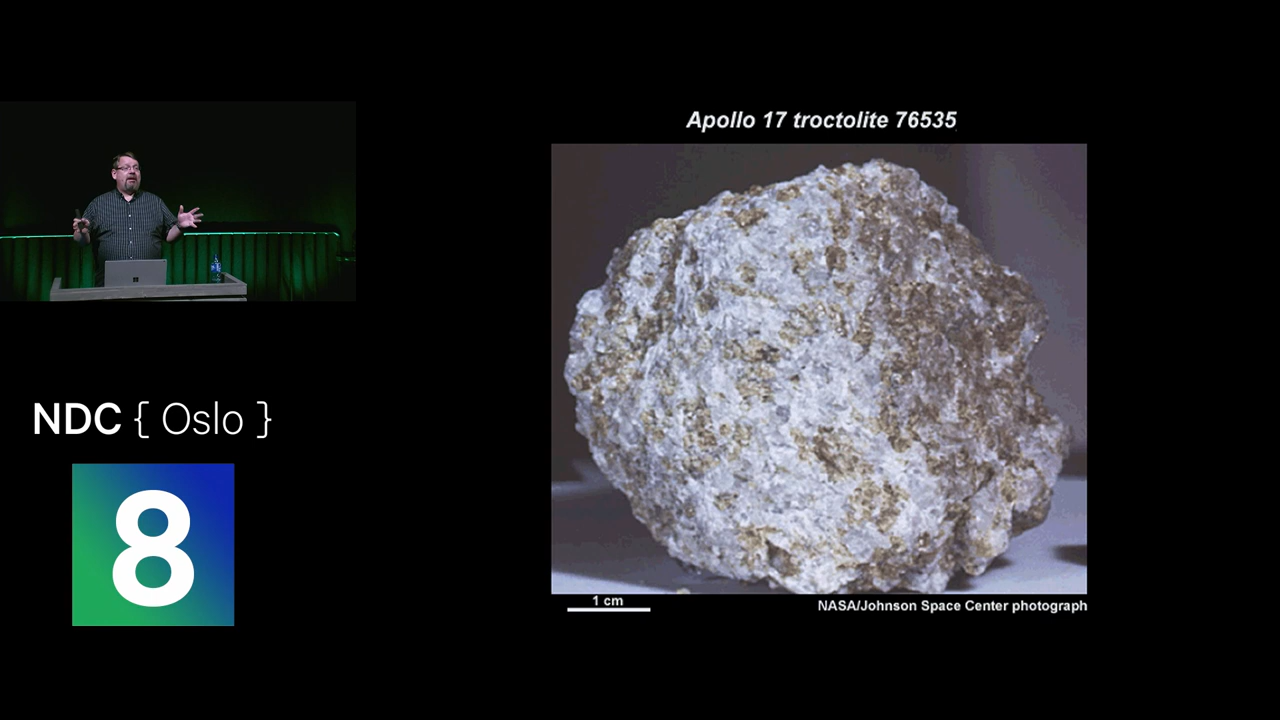 Apollo 17 troctolite 76535
NDC { Oslo }
8
1 cm
NASA/Johnson Space Center photograph